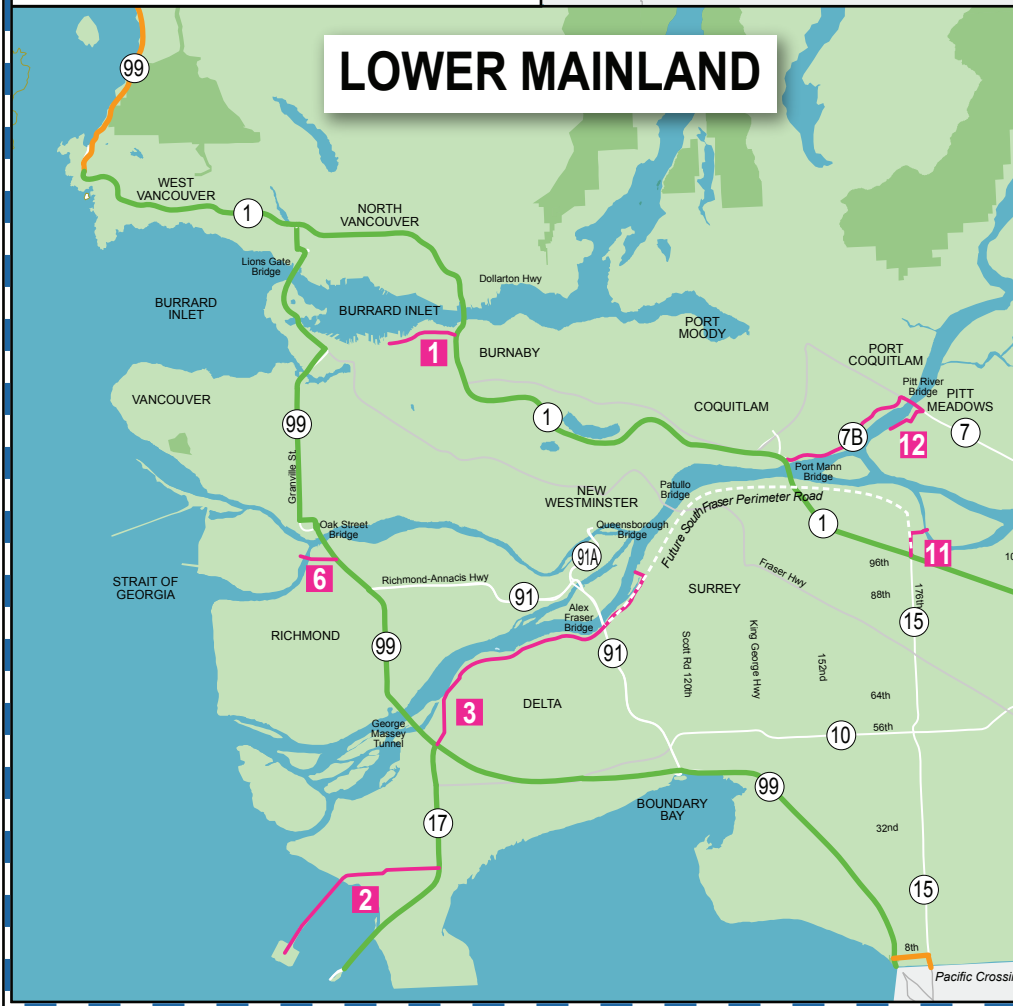 LOWER MAINLAND
99
WEST
VANCOUVER
1
NORTH
VANCOUVER
Lions Gate
Bridge
Dollarton Hwy
BURRARD
INLET
BURRARD INLET
PORT
MOODY
1
BURNABY
PORT
COQUITLAM
Pitt River
Bridge
PITT
MEADOWS
VANCOUVER
COQUITLAM
99
1
7B
12
7
Granville St.
Port Mann
Bridge
NEW
WESTMINSTER
Patullo
Bridge
Future South Fraser Perimeter Road
Oak Street
Bridge
Queensborough
Bridge
1
91A
11
96th
10
6
Richmond-Annacis Hwy
Fraser Hwy
STRAIT OF
GEORGIA
91
SURREY
88th
176th
Alex
Fraser
Bridge
15
RICHMOND
99
91
Scott Rd 120th
King George Hwy
152nd
64th
3
DELTA
George
Massey
Tunnel
56th
10
99
BOUNDARY
BAY
17
32nd
2
15
8th
Pacific Crossin